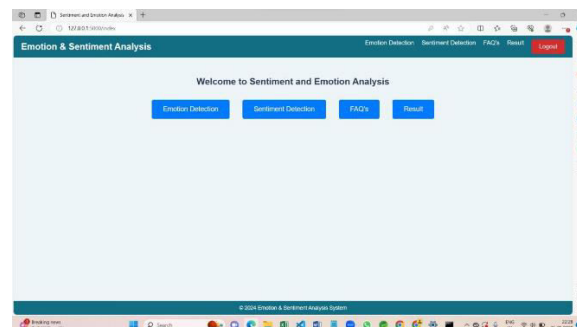 Sentiment and Emotion Analysis
127.0.0.1:5000/index
Emotion & Sentiment Analysis
Emotion Detection Sentiment Detection FAQ's Result Logout
Welcome to Sentiment and Emotion Analysis
Emotion Detection Sentiment Detection FAQ's Result
© 2024 Emotion & Sentiment Analysis System
Breaking news
Search
ENG